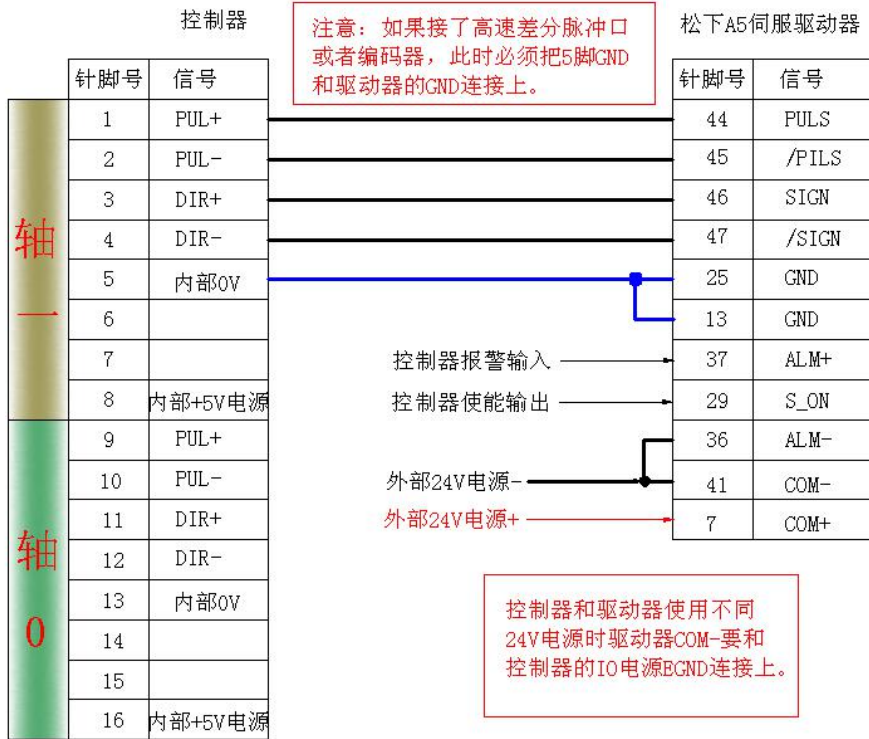 控制器
注意：如果接了高速差分脉冲口
或者编码器，此时必须把5脚GND
和驱动器的GND连接上。
松下A5伺服驱动器
针脚号 信号
针脚号 信号
轴一
1 PUL+
44 PULS
2 PUL-
45 /PILS
3 DIR+
46 SIGN
4 DIR-
47 /SIGN
5 内部0V
25 GND
6
13 GND
7
控制器报警输入
37 ALM+
8 内部+5V电源
控制器使能输出
29 S_ON
轴0
9 PUL+
36 ALM-
10 PUL-
外部24V电源-
41 COM-
11 DIR+
外部24V电源+
7 COM+
12 DIR-
13 内部0V
14
15
16 内部+5V电源
控制器和驱动器使用不同
24V电源时驱动器COM-要和
控制器的IO电源EGND连接上。